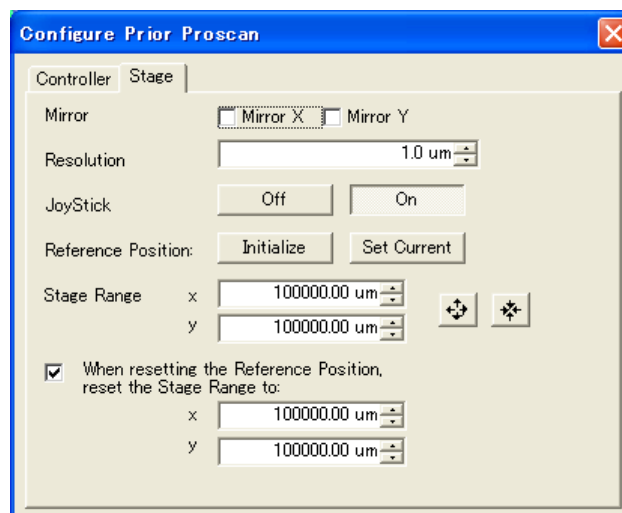 Configure Prior Proscan
Controller Stage
Mirror Mirror X Mirror Y
Resolution 1.0 um
JoyStick Off On
Reference Position: Initialize Set Current
Stage Range x 100000.00 um
y 100000.00 um
When resetting the Reference Position,
reset the Stage Range to:
x 100000.00 um
y 100000.00 um